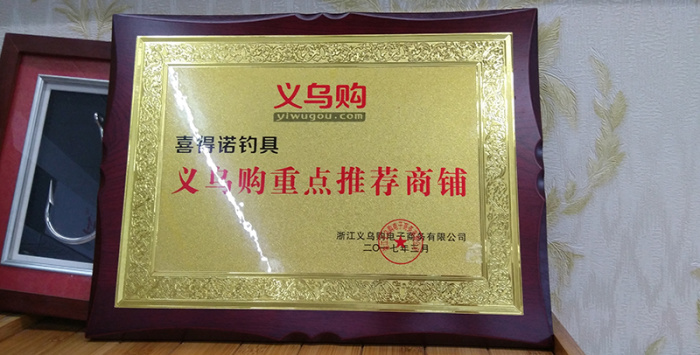 义乌购
yiwugou.com
喜得诺钓具
义乌购重点推荐商铺
浙江义乌购电子商务有限公司
二〇一七年三月